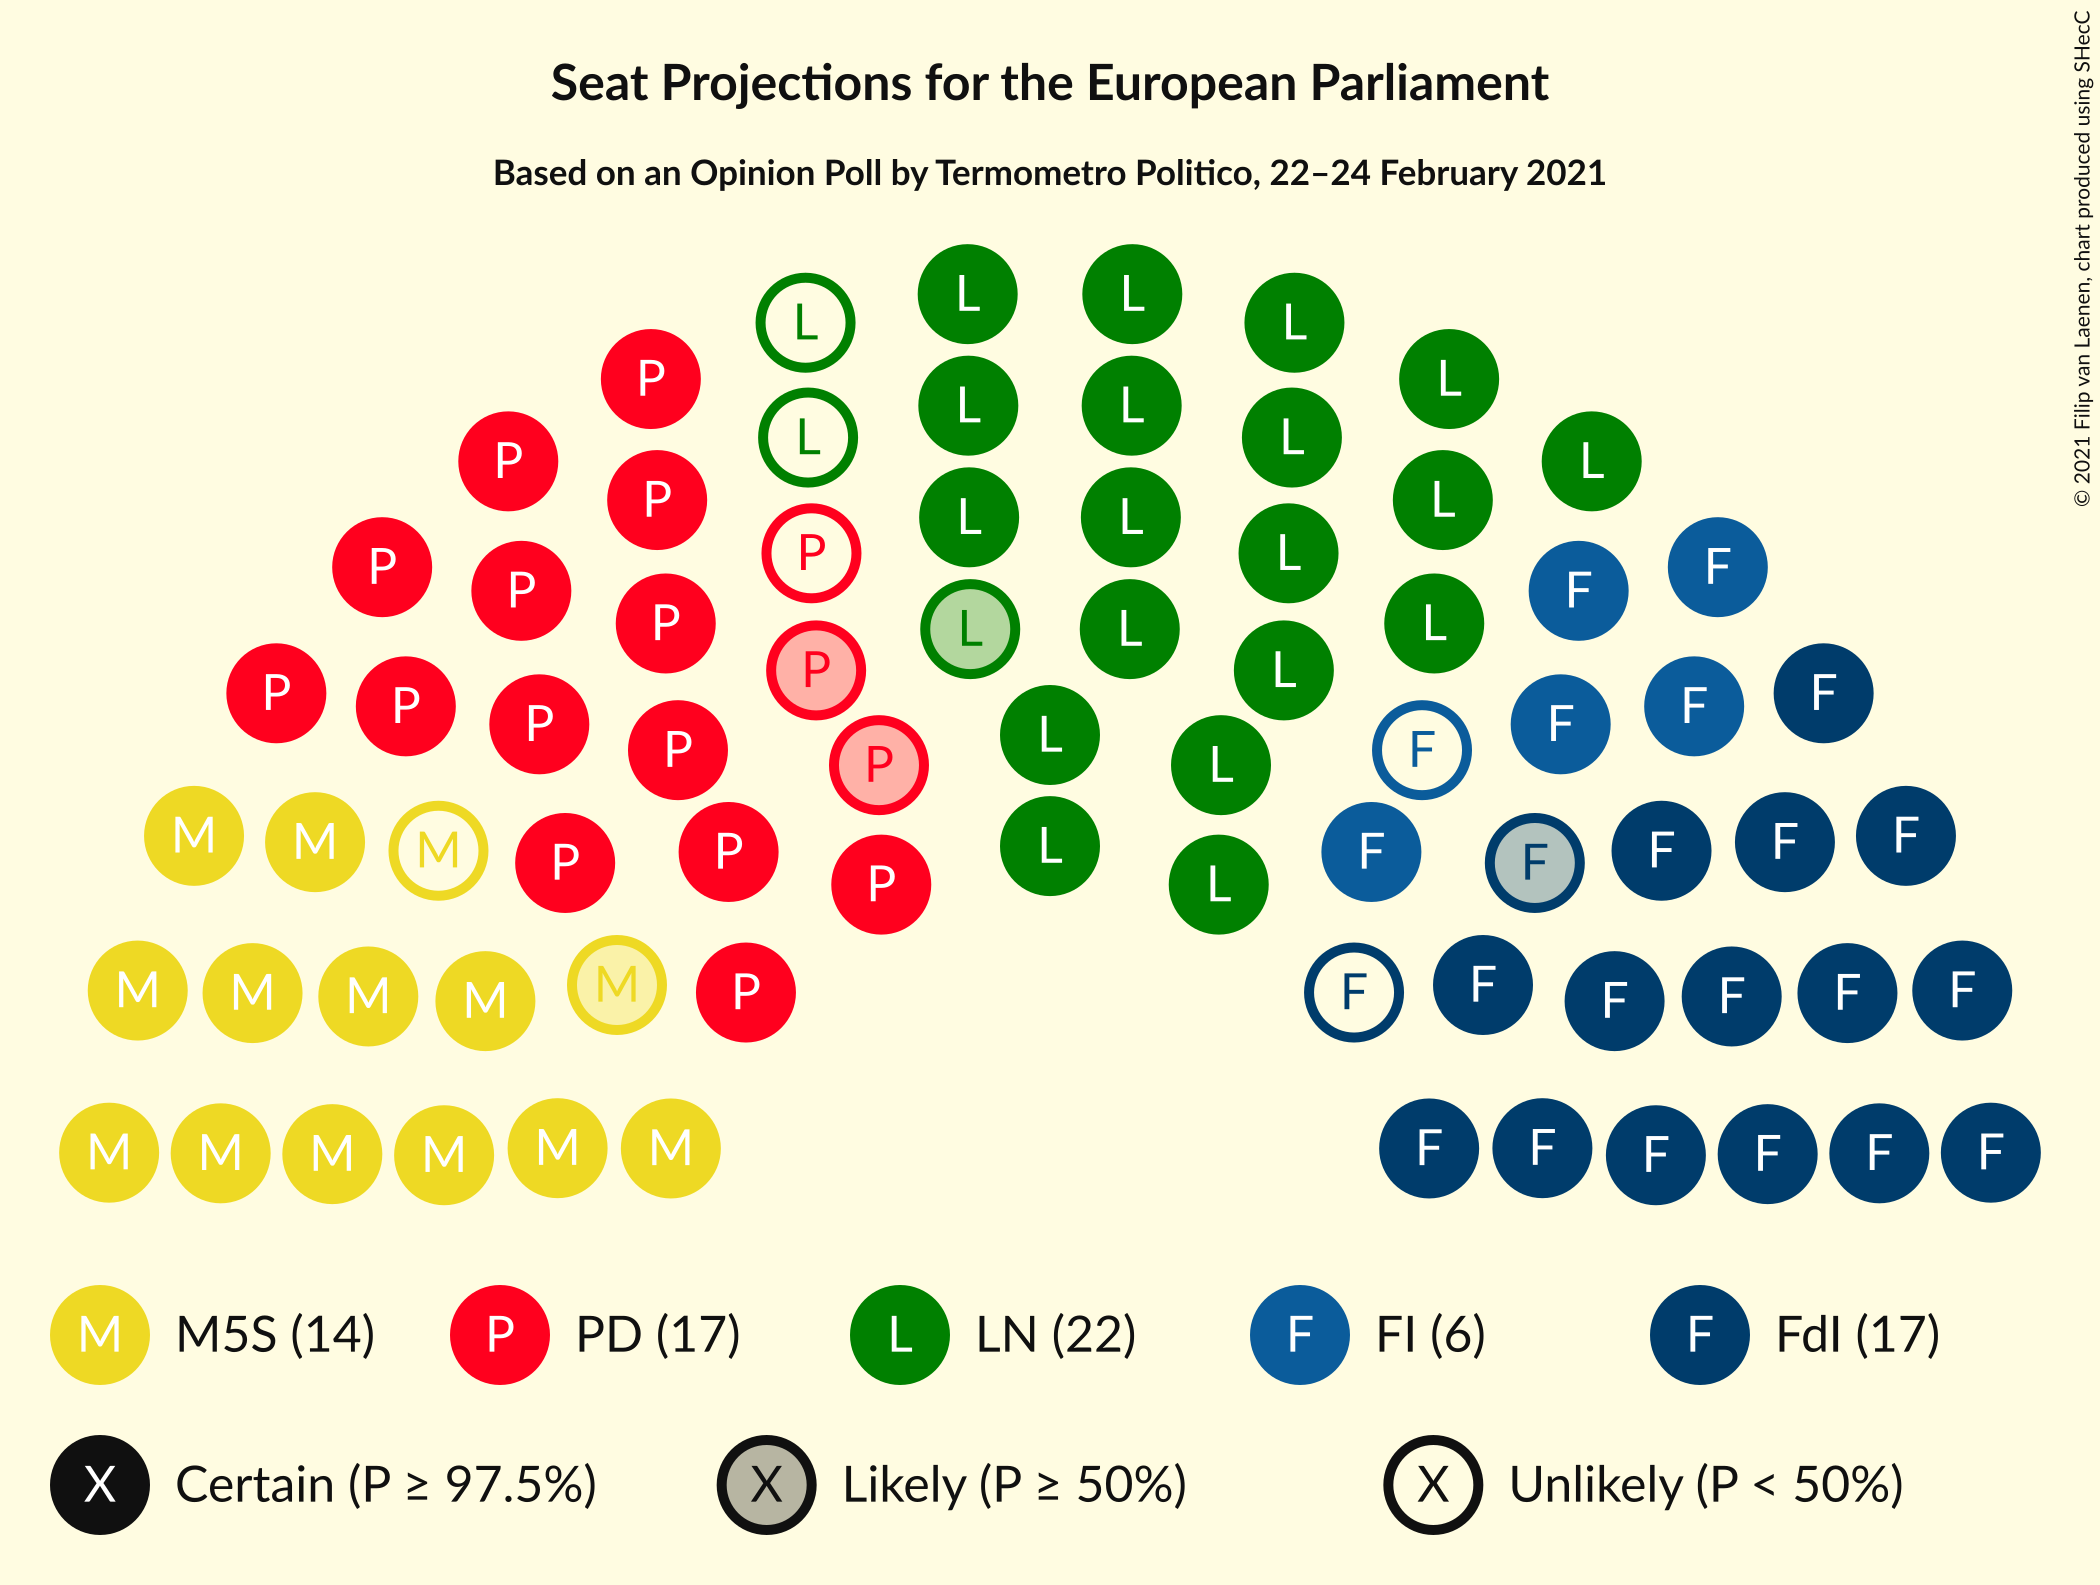 Seat Projections for the European Parliament
Based on an Opinion Poll by Termometro Politico, 22–24 February 2021
© 2021 Filip van Laenen, chart produced using SHecC
L L
L L
P P
L L
L L
P L L
P P L
L L
P L
P P L L F F
P P L L F
P L
P P L F F F
P P F F
L
P L
M M M P P L L F F F F F
P L
M M M M M P F F F F F F
M M M M M M F F F F F F
M M5S (14) P PD (17) L LN (22) F FI (6) F FdI (17)
X Certain (P ≥ 97.5%) X Likely (P ≥ 50%) X Unlikely (P < 50%)